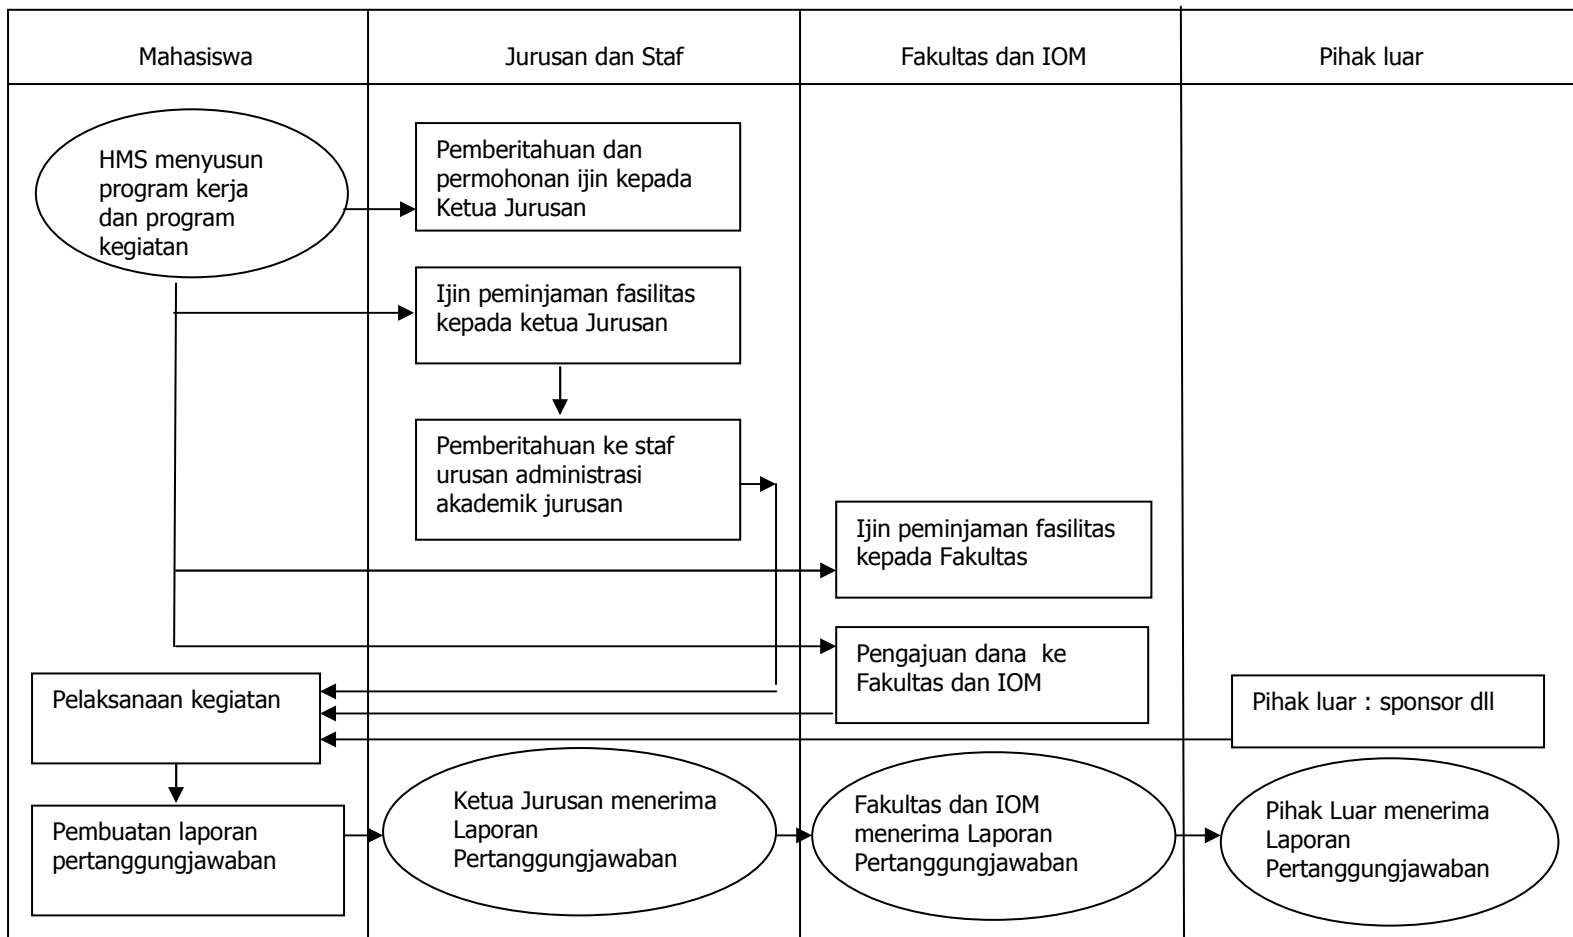 Mahasiswa
Jurusan dan Staf
Fakultas dan IOM
Pihak luar
HMS menyusun
program kerja
dan program
kegiatan
Pemberitahuan dan
permohonan ijin kepada
Ketua Jurusan
Ijin peminjaman fasilitas
kepada ketua Jurusan
Pemberitahuan ke staf
urusan administrasi
akademik jurusan
Ijin peminjaman fasilitas
kepada Fakultas
Pengajuan dana ke
Fakultas dan IOM
Pelaksanaan kegiatan
Pihak luar : sponsor dll
Pembuatan laporan
pertanggungjawaban
Ketua Jurusan menerima
Laporan
Pertanggungjawaban
Fakultas dan IOM
menerima Laporan
Pertanggungjawaban
Pihak Luar menerima
Laporan
Pertanggungjawaban